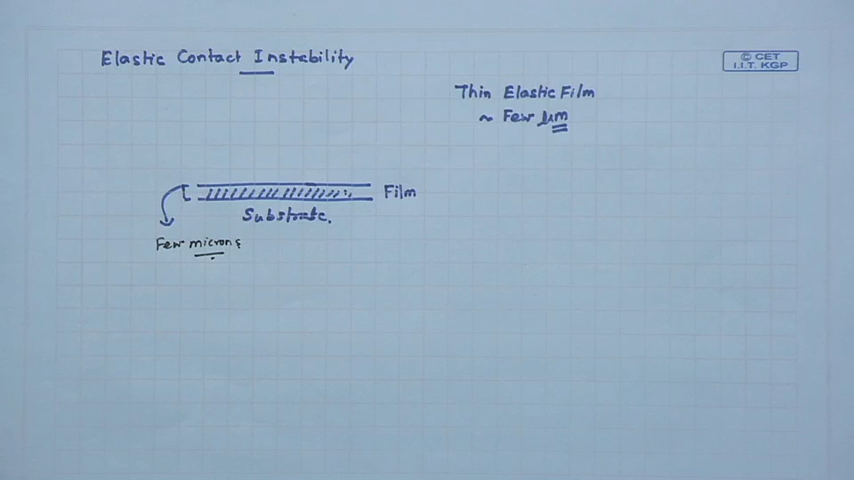 Elastic Contact Instability
© CET
I.I.T. KGP
Thin Elastic Film
~ Few μm
Film
Substrate.
Few microns